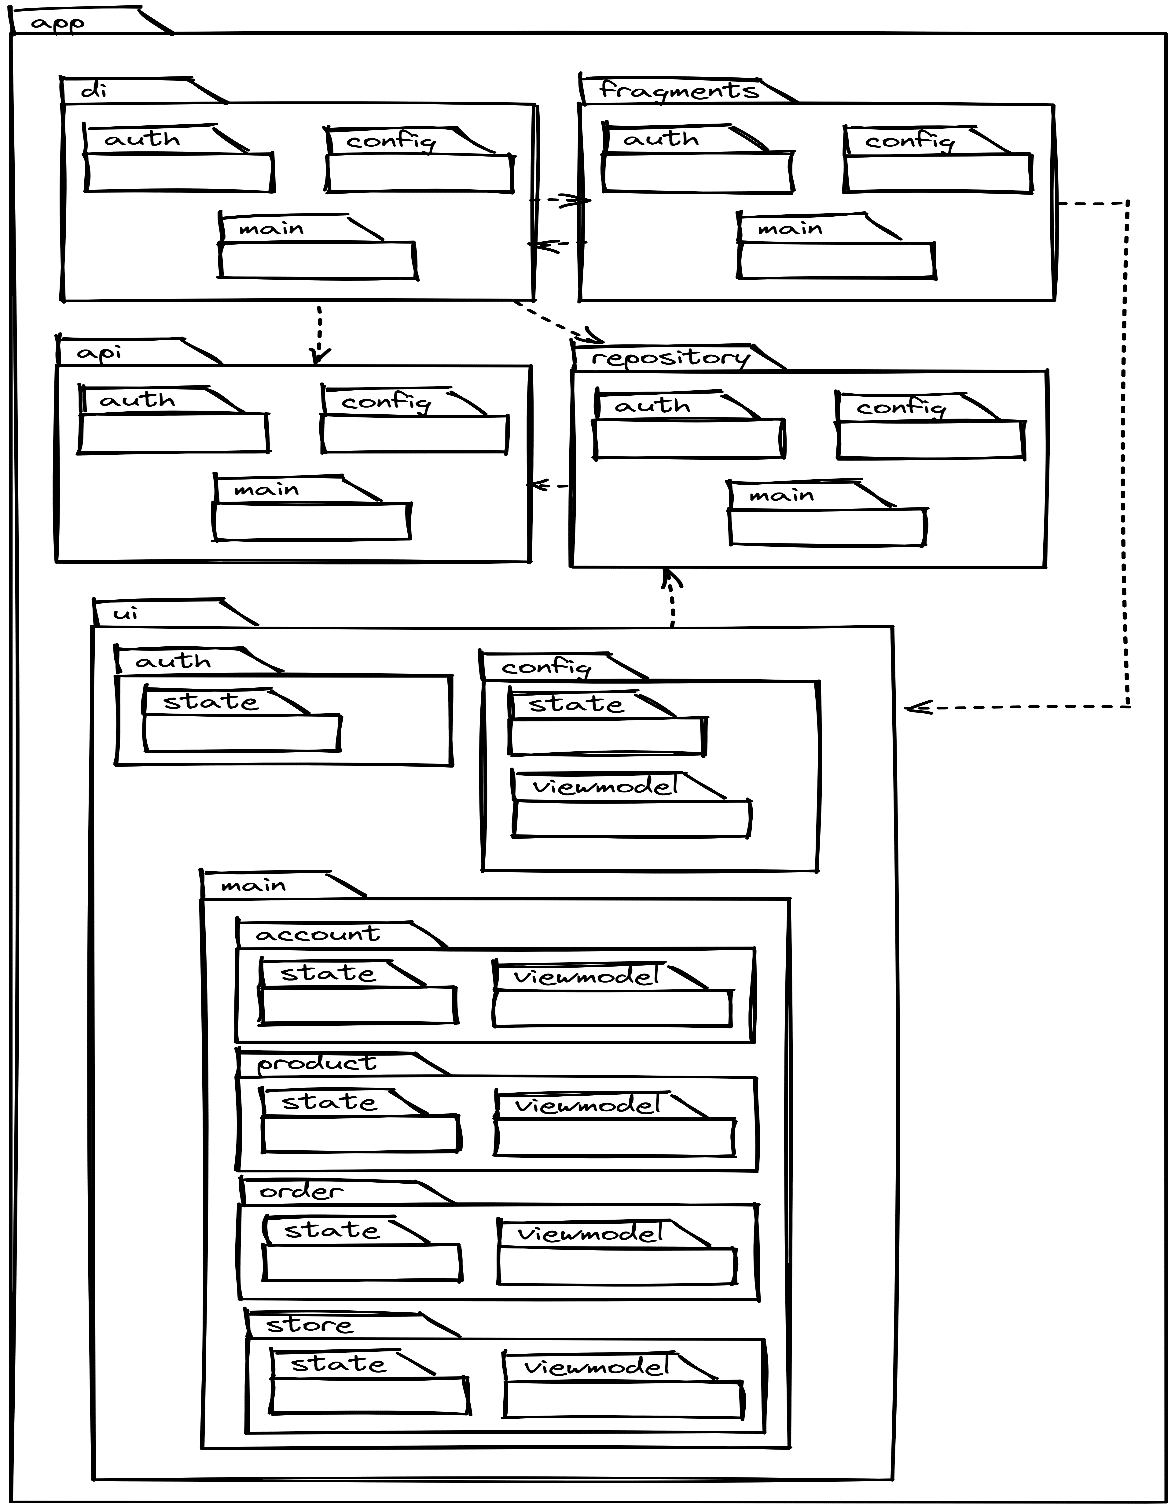 app
di
auth
config
main
fragments
auth
config
main
api
auth
config
main
repository
auth
config
main
ui
auth
state
config
state
viewmodel
main
account
state
viewmodel
product
state
viewmodel
order
state
viewmodel
store
state
viewmodel